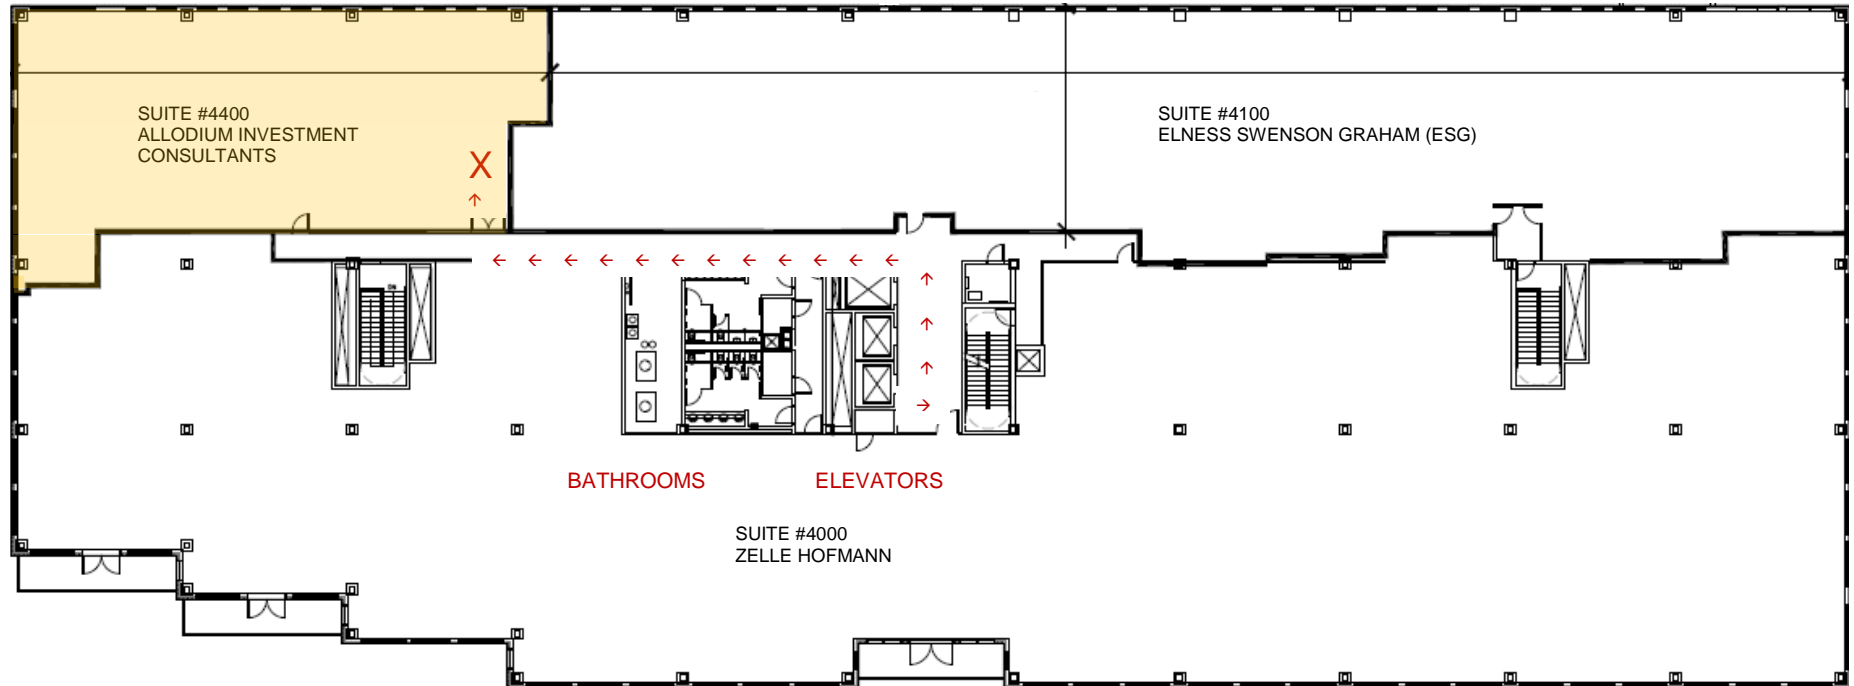 SUITE #4400
ALLODIUM INVESTMENT
CONSULTANTS
X
SUITE #4100
ELNESS SWENSON GRAHAM (ESG)
BATHROOMS
ELEVATORS
SUITE #4000
ZELLE HOFMANN